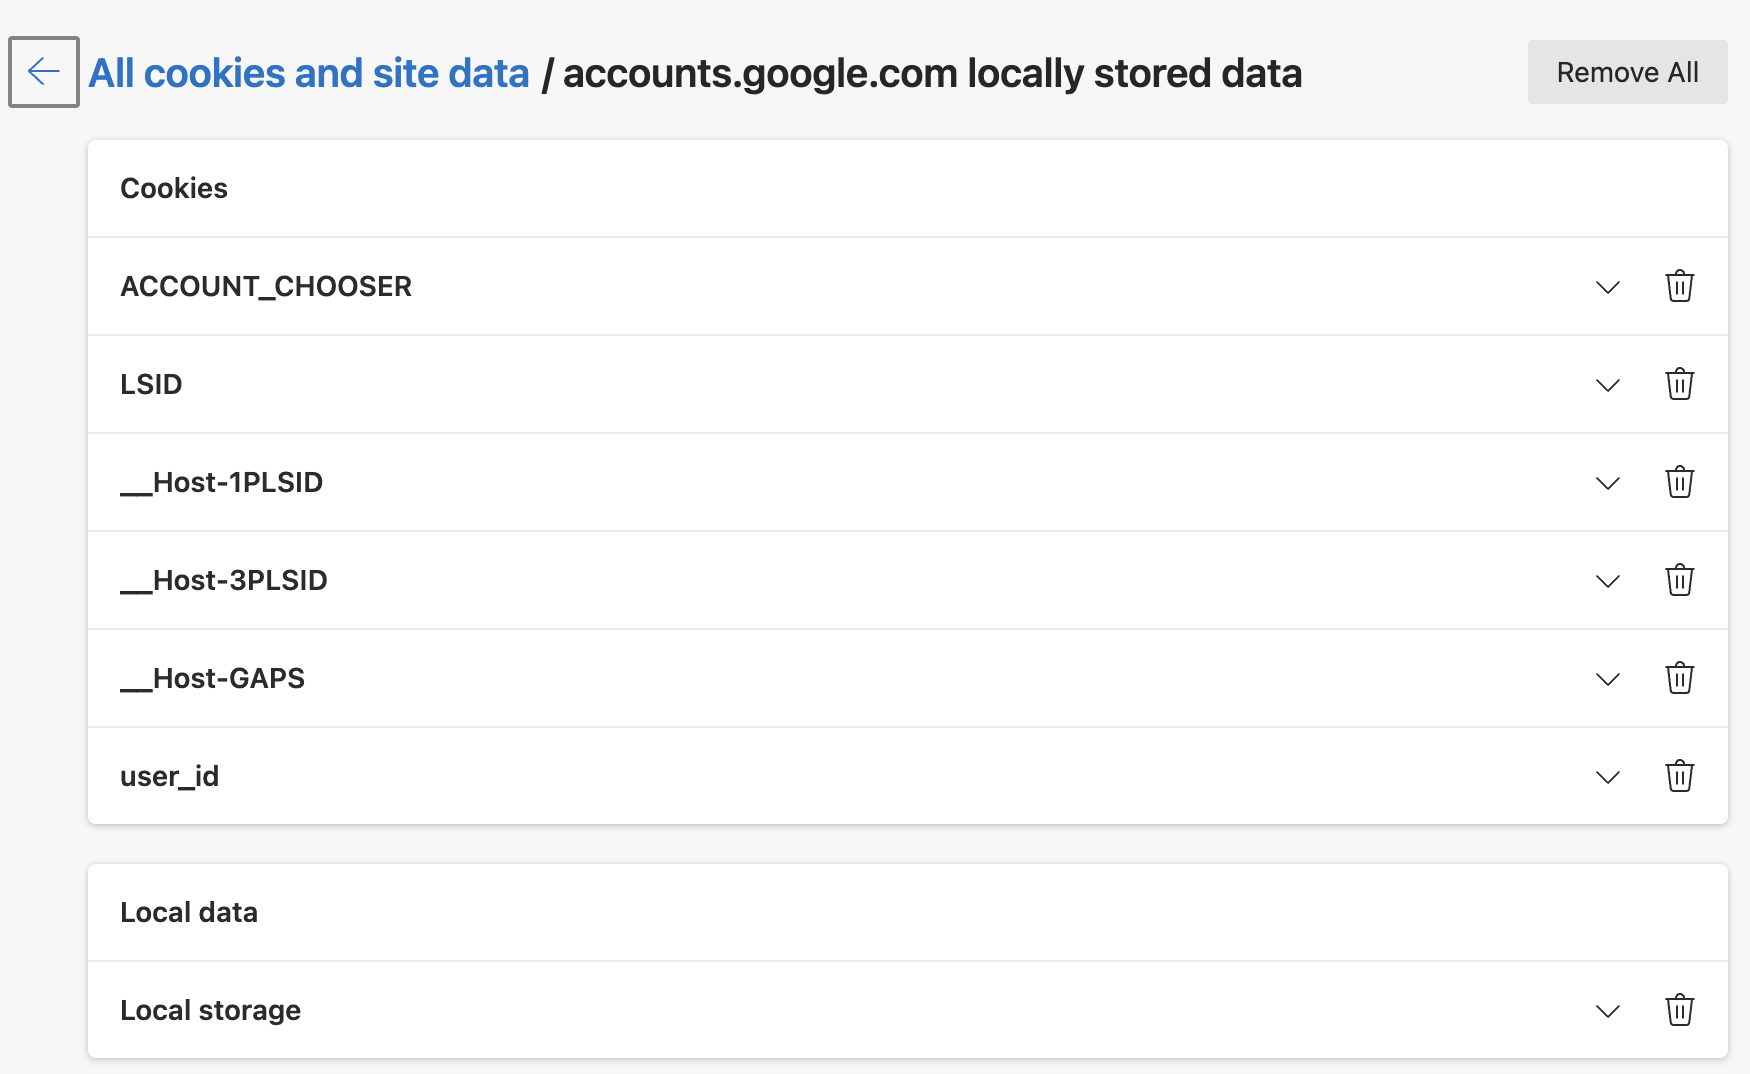 All cookies and site data / accounts.google.com locally stored data
Remove All
Cookies
ACCOUNT_CHOOSER
LSID
__Host-1PLSID
__Host-3PLSID
__Host-GAPS
user_id
Local data
Local storage